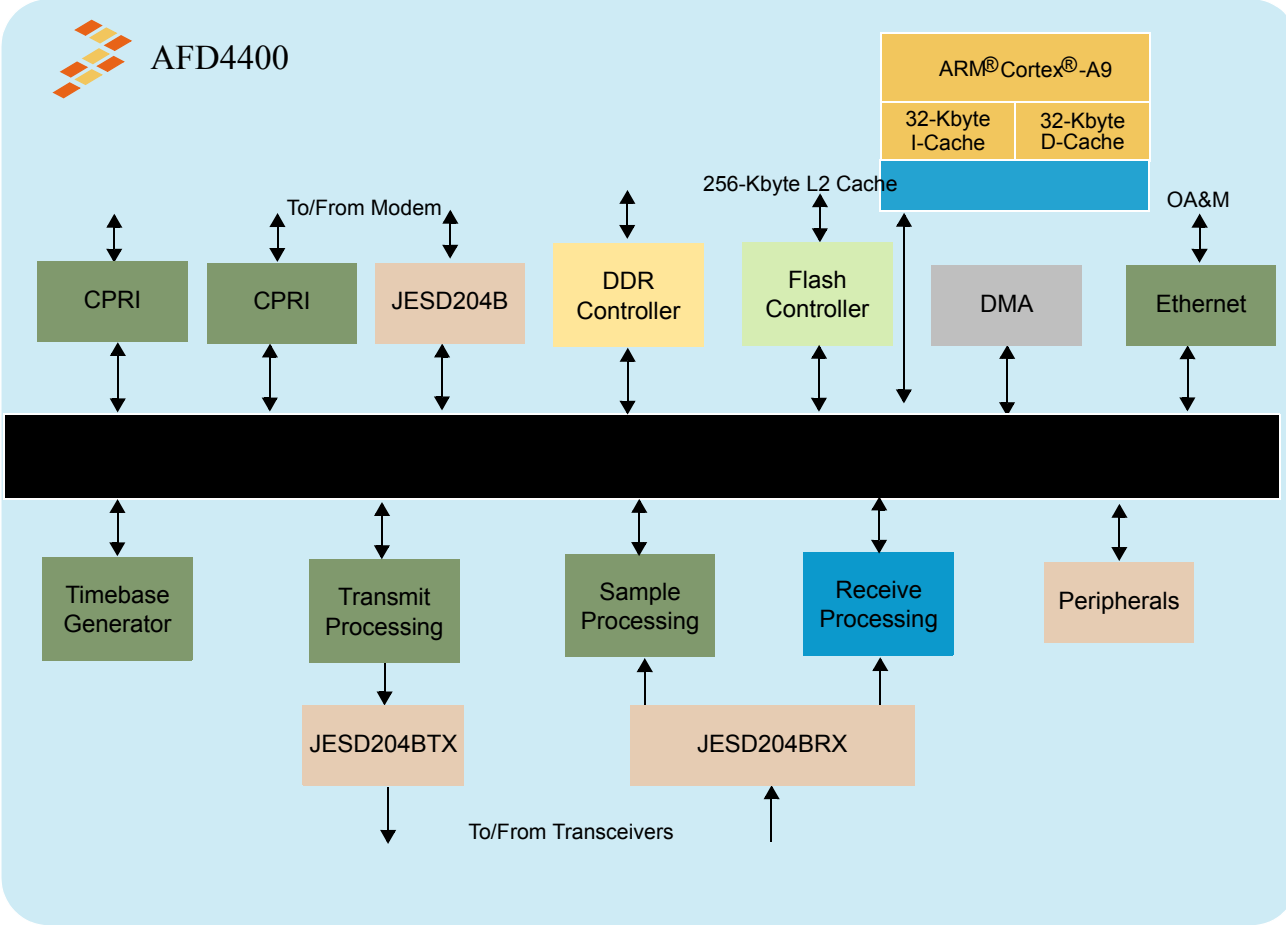 AFD4400
ARM®Cortex®-A9
32-Kbyte
I-Cache
32-Kbyte
D-Cache
256-Kbyte L2 Cache
To/From Modem
OA&M
CPRI
CPRI
JESD204B
DDR
Controller
Flash
Controller
DMA
Ethernet
Timebase
Generator
Transmit
Processing
Sample
Processing
Receive
Processing
Peripherals
JESD204BTX
JESD204BRX
To/From Transceivers